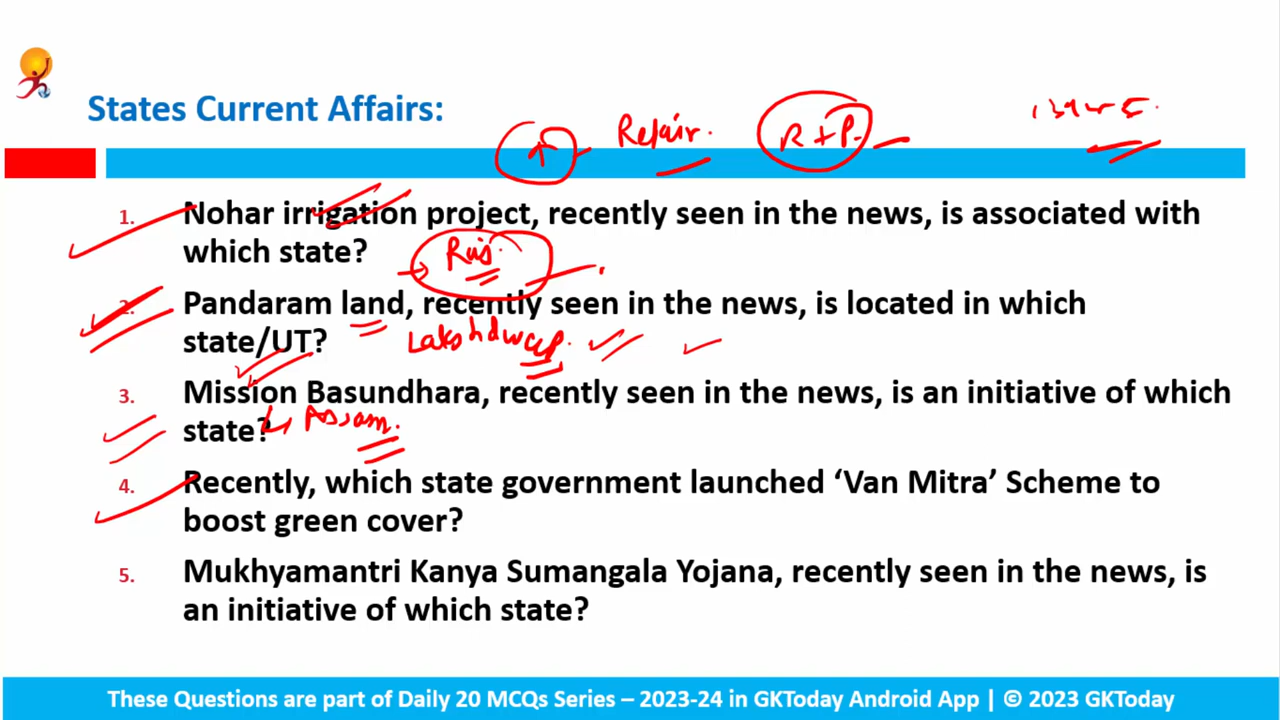 States Current Affairs:
Repair.
R + P.
1. Nohar irrigation project, recently seen in the news, is associated with
which state?
Raj.
2. Pandaram land, recently seen in the news, is located in which
state/UT?
Lakshdweep.
3. Mission Basundhara, recently seen in the news, is an initiative of which
state?
Assam.
4. Recently, which state government launched ‘Van Mitra’ Scheme to
boost green cover?
5. Mukhyamantri Kanya Sumangala Yojana, recently seen in the news, is
an initiative of which state?
These Questions are part of Daily 20 MCQs Series – 2023-24 in GKToday Android App | © 2023 GKToday